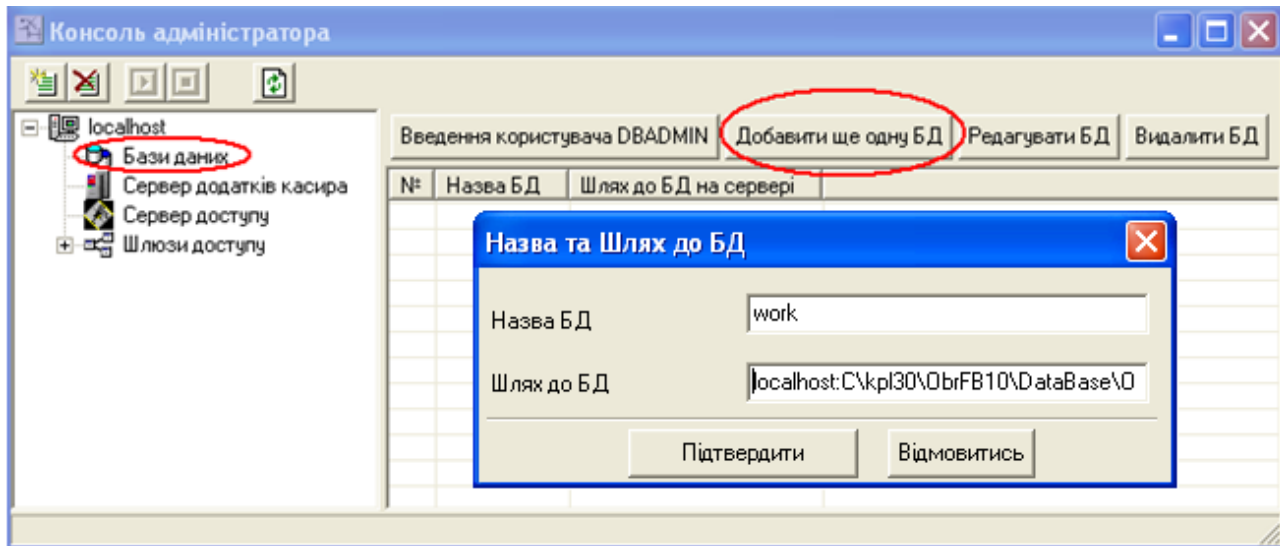 Консоль адміністратора
localhost
Бази даних
Сервер додатків касира
Сервер доступу
Шлюзи доступу
Введення користувача DBADMIN Добавити ще одну БД Редагувати БД Видалити БД
№ Назва БД Шлях до БД на сервері
Назва та Шлях до БД
Назва БД work
Шлях до БД localhost:C\kpl30\ObrFB10\DataBase\O
Підтвердити Відмовитись